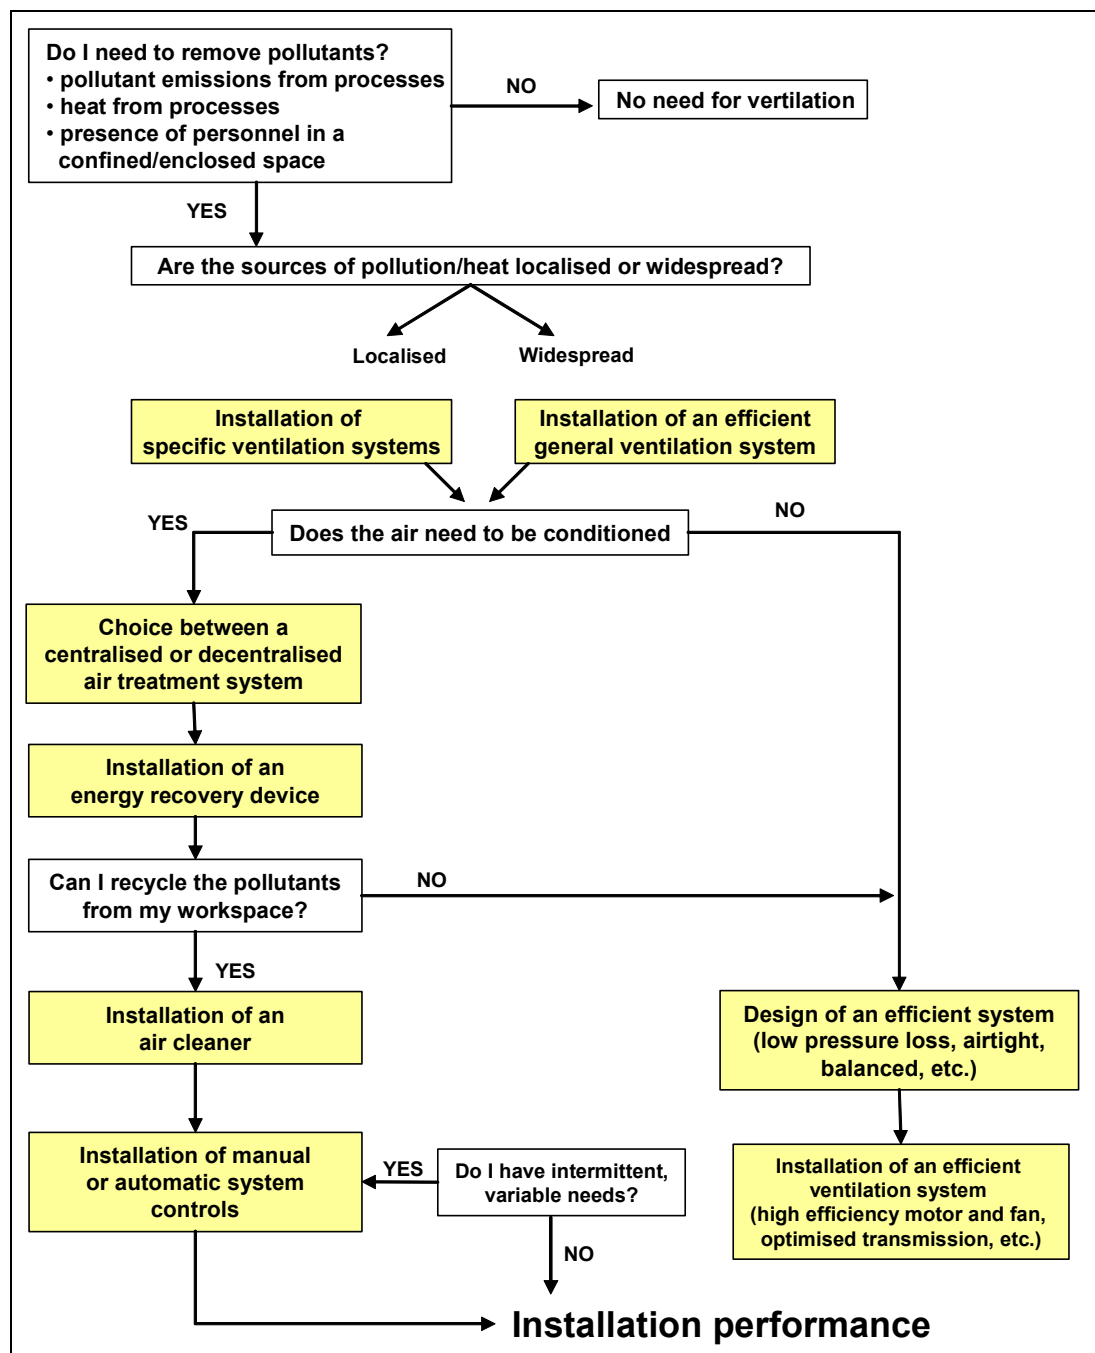 Do I need to remove pollutants?
• pollutant emissions from processes
• heat from processes
• presence of personnel in a
confined/enclosed space
NO
No need for vertilation
YES
Are the sources of pollution/heat localised or widespread?
Localised
Widespread
Installation of
specific ventilation systems
Installation of an efficient
general ventilation system
YES
Does the air need to be conditioned
NO
Choice between a
centralised or decentralised
air treatment system
Installation of an
energy recovery device
Can I recycle the pollutants
from my workspace?
NO
YES
Installation of an
air cleaner
Design of an efficient system
(low pressure loss, airtight,
balanced, etc.)
Installation of manual
or automatic system
controls
YES
Do I have intermittent,
variable needs?
Installation of an efficient
ventilation system
(high efficiency motor and fan,
optimised transmission, etc.)
NO
Installation performance